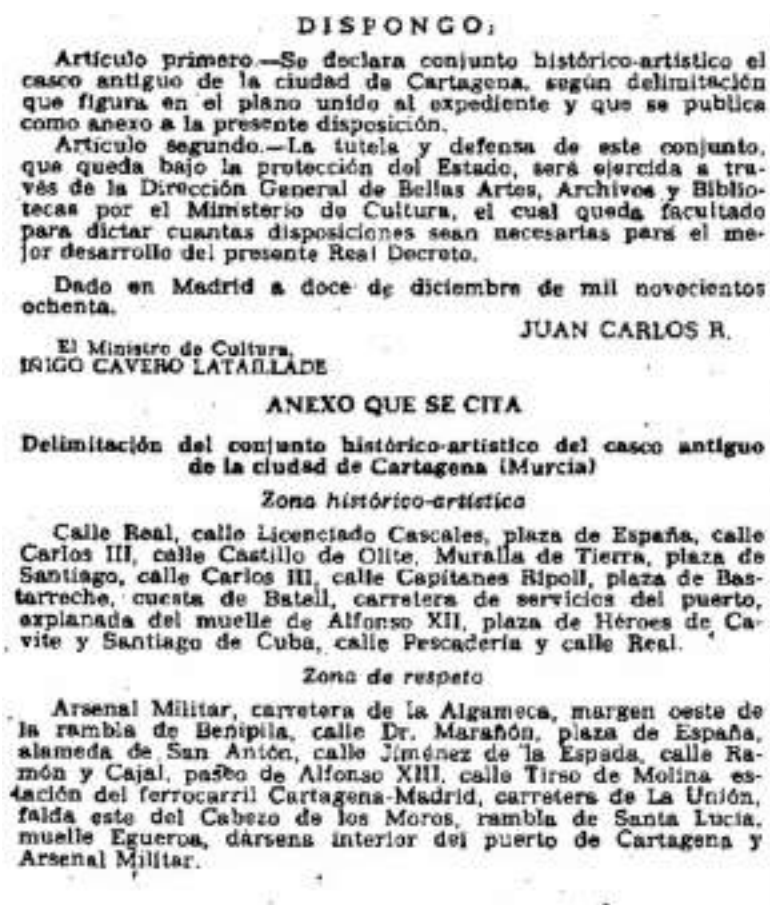 DISPONGO:
Artículo primero.—Se declara conjunto histórico-artístico el
casco antiguo de la ciudad de Cartagena, según delimitación
que figura en el plano unido al expediente y que se publica
como anexo a la presente disposición.
Artículo segundo.—La tutela y defensa de este conjunto,
que queda bajo la protección del Estado, será ejercida a tra-
vés de la Dirección General de Bellas Artes, Archivos y Biblio-
tecas por el Ministerio de Cultura, el cual queda facultado
para dictar cuantas disposiciones sean necesarias para el me-
jor desarrollo del presente Real Decreto.
Dado en Madrid a doce de diciembre de mil novecientos
ochenta.
JUAN CARLOS R.
El Ministro de Cultura,
IÑIGO CAVERO LATAILLADE
ANEXO QUE SE CITA
Delimitación del conjunto histórico-artístico del casco antiguo
de la ciudad de Cartagena (Murcia)
Zona histórico-artística
Calle Real, calle Licenciado Cascales, plaza de España, calle
Carlos III, calle Castillo de Olite, Muralla de Tierra, plaza de
Santiago, calle Carlos III, calle Capitanes Ripoll, plaza de Bas-
tarreche, cuesta de Batell, carretera de servicios del puerto,
explanada del muelle de Alfonso XII, plaza de Héroes de Ca-
vite y Santiago de Cuba, calle Pescadería y calle Real.
Zona de respeto
Arsenal Militar, carretera de la Algameca, margen oeste de
la rambla de Benipila, calle Dr. Marañón, plaza de España,
alameda de San Antón, calle Jiménez de la Espada, calle Ra-
món y Cajal, paseo de Alfonso XIII, calle Tirso de Molina es-
tación del ferrocarril Cartagena-Madrid, carretera de La Unión,
falda este del Cabezo de los Moros, rambla de Santa Lucía,
muelle Egueroa, dársena interior del puerto de Cartagena y
Arsenal Militar.